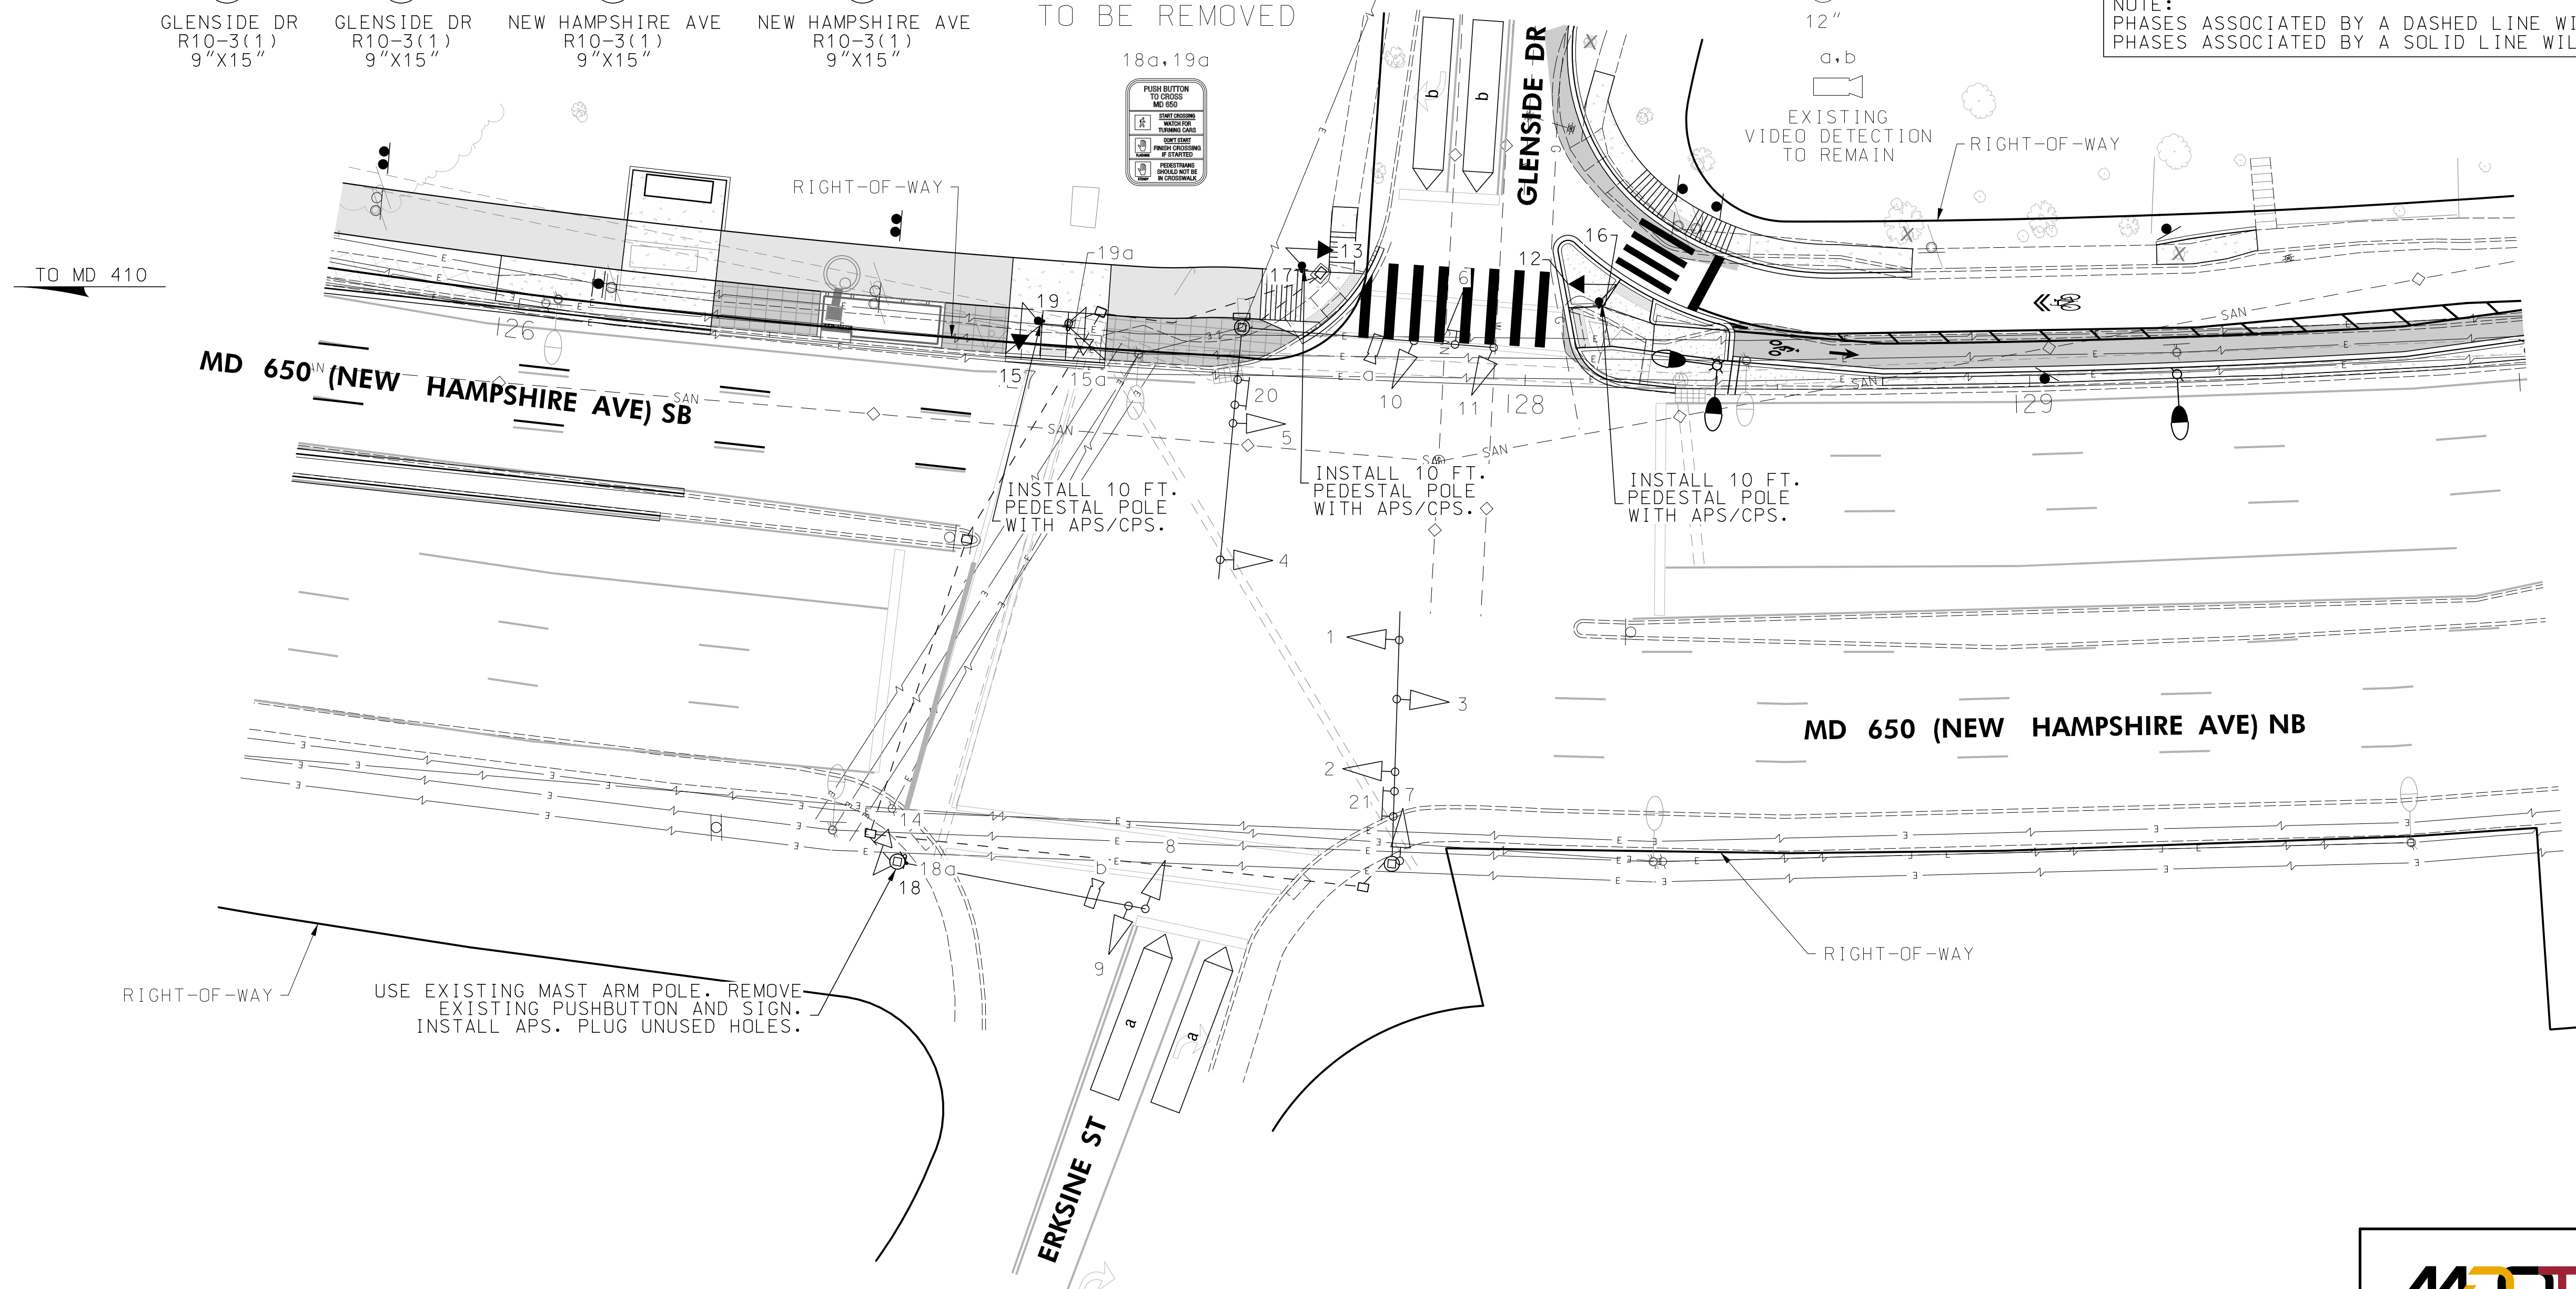 GLENSIDE DR
R10-3(1)
9"X15"
GLENSIDE DR
R10-3(1)
9"X15"
NEW HAMPSHIRE AVE
R10-3(1)
9"X15"
NEW HAMPSHIRE AVE
R10-3(1)
9"X15"
TO BE REMOVED
18a,19a
PUSH BUTTON
TO CROSS
MD 650
START CROSSING
WATCH FOR
TURNING CARS
DON'T START
FINISH CROSSING
IF STARTED
FLASHING
PEDESTRIANS
SHOULD NOT BE
IN CROSSWALK
STEADY
12"
a,b
EXISTING
VIDEO DETECTION
TO REMAIN
NOTE:
PHASES ASSOCIATED BY A DASHED LINE WI
PHASES ASSOCIATED BY A SOLID LINE WIL
GLENSIDE DR
b
b
RIGHT-OF-WAY
RIGHT-OF-WAY
TO MD 410
19a
19
17
13
6
12
16
126
15
15a
20
5
a
10
11
128
129
MD 650 (NEW HAMPSHIRE AVE) SB
SAN
SAN
SAN
SAN
SAN
SAN
INSTALL 10 FT.
PEDESTAL POLE
WITH APS/CPS.
INSTALL 10 FT.
PEDESTAL POLE
WITH APS/CPS.
INSTALL 10 FT.
PEDESTAL POLE
WITH APS/CPS.
4
1
3
2
21
7
MD 650 (NEW HAMPSHIRE AVE) NB
14
8
18a
18
b
9
RIGHT-OF-WAY
RIGHT-OF-WAY
USE EXISTING MAST ARM POLE. REMOVE
EXISTING PUSHBUTTON AND SIGN.
INSTALL APS. PLUG UNUSED HOLES.
a
a
ERKSINE ST